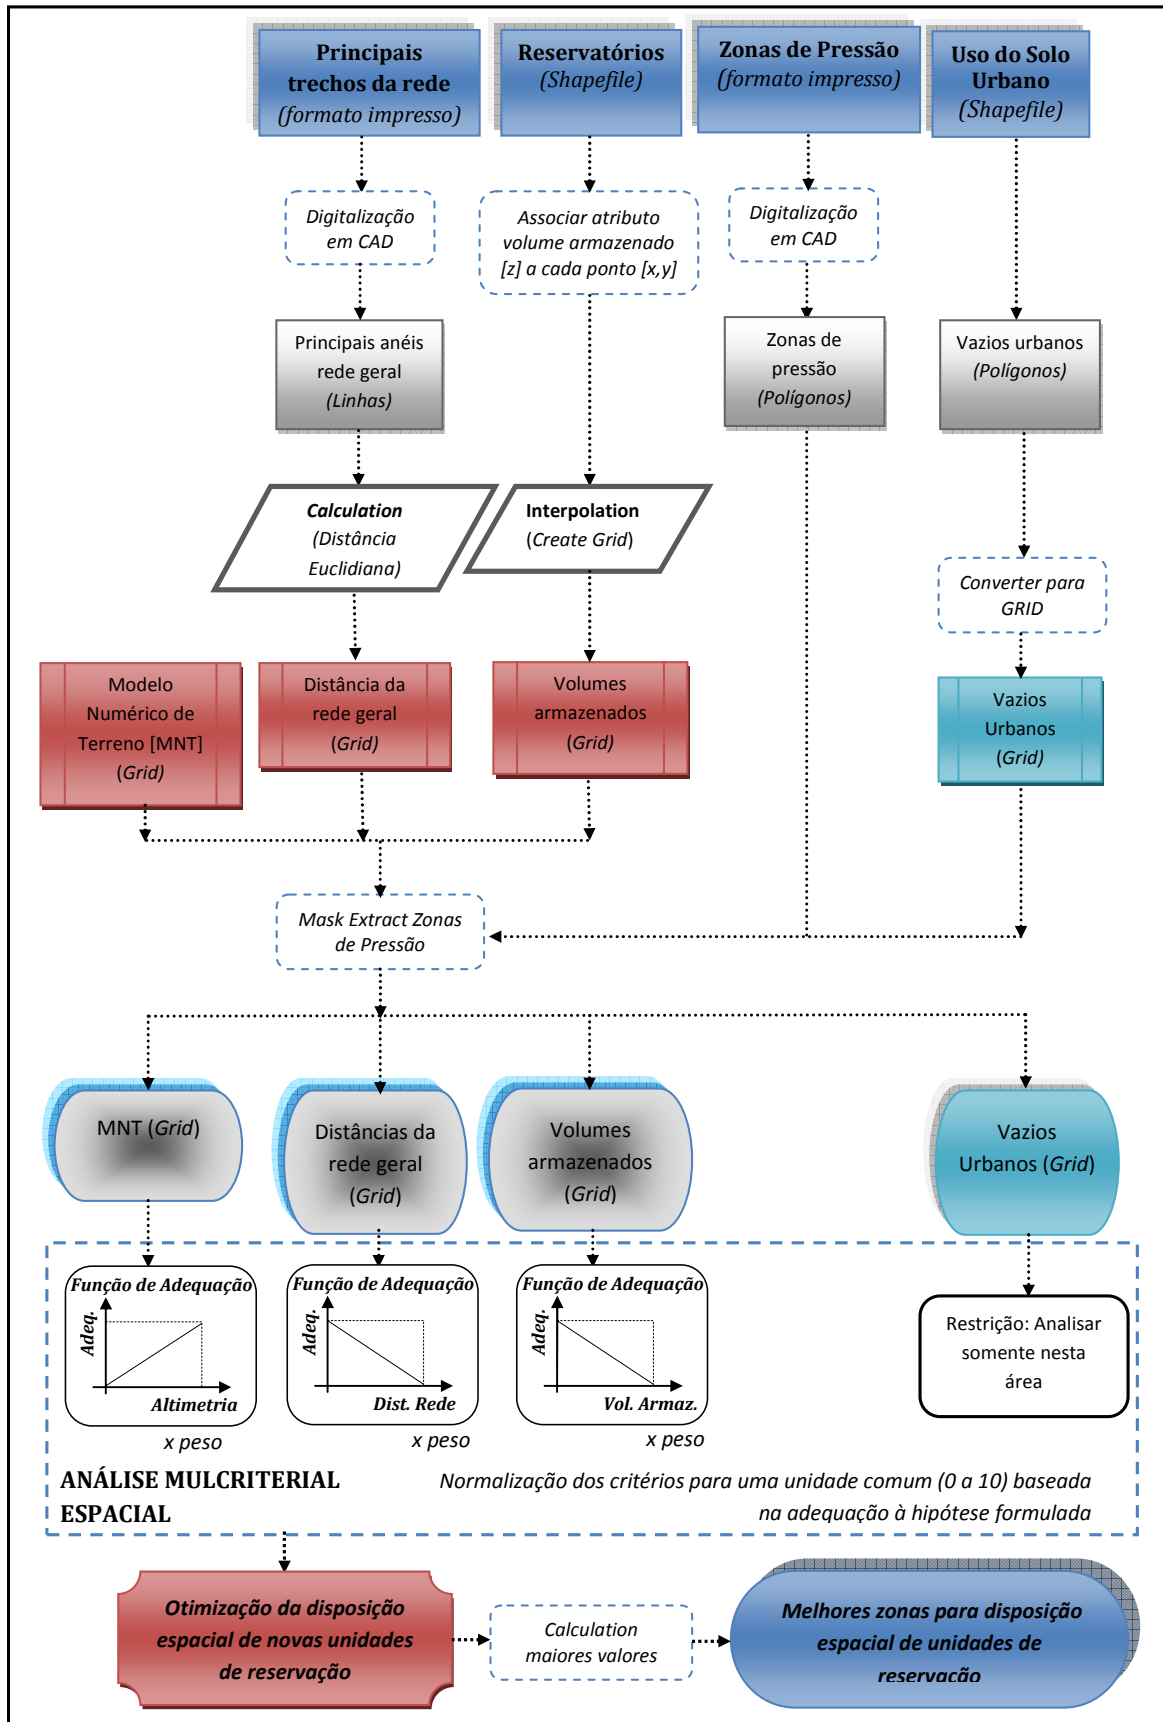 Principais
trechos da rede
(formato impresso)
Reservatórios
(Shapefile)
Zonas de Pressão
(formato impresso)
Uso do Solo
Urbano
(Shapefile)
Digitalização
em CAD
Associar atributo
volume armazenado
[z] a cada ponto [x,y]
Digitalização
em CAD
Principais anéis
rede geral
(Linhas)
Zonas de
pressão
(Polígonos)
Vazios urbanos
(Polígonos)
Calculation
(Distância
Euclidiana)
Interpolation
(Create Grid)
Converter para
GRID
Modelo
Numérico de
Terreno [MNT]
(Grid)
Distância da
rede geral
(Grid)
Volumes
armazenados
(Grid)
Vazios
Urbanos
(Grid)
Mask Extract Zonas
de Pressão
MNT (Grid)
Distâncias da
rede geral
(Grid)
Volumes
armazenados
(Grid)
Vazios
Urbanos (Grid)
Função de Adequação
Adeq.
Altimetria
x peso
Função de Adequação
Adeq.
Dist. Rede
x peso
Função de Adequação
Adeq.
Vol. Armaz.
x peso
Restrição: Analisar
somente nesta
área
ANÁLISE MULCRITERIAL
ESPACIAL
Normalização dos critérios para uma unidade comum (0 a 10) baseada
na adequação à hipótese formulada
Otimização da disposição
espacial de novas unidades
de reservação
Calculation
maiores valores
Melhores zonas para disposição
espacial de unidades de
reservação